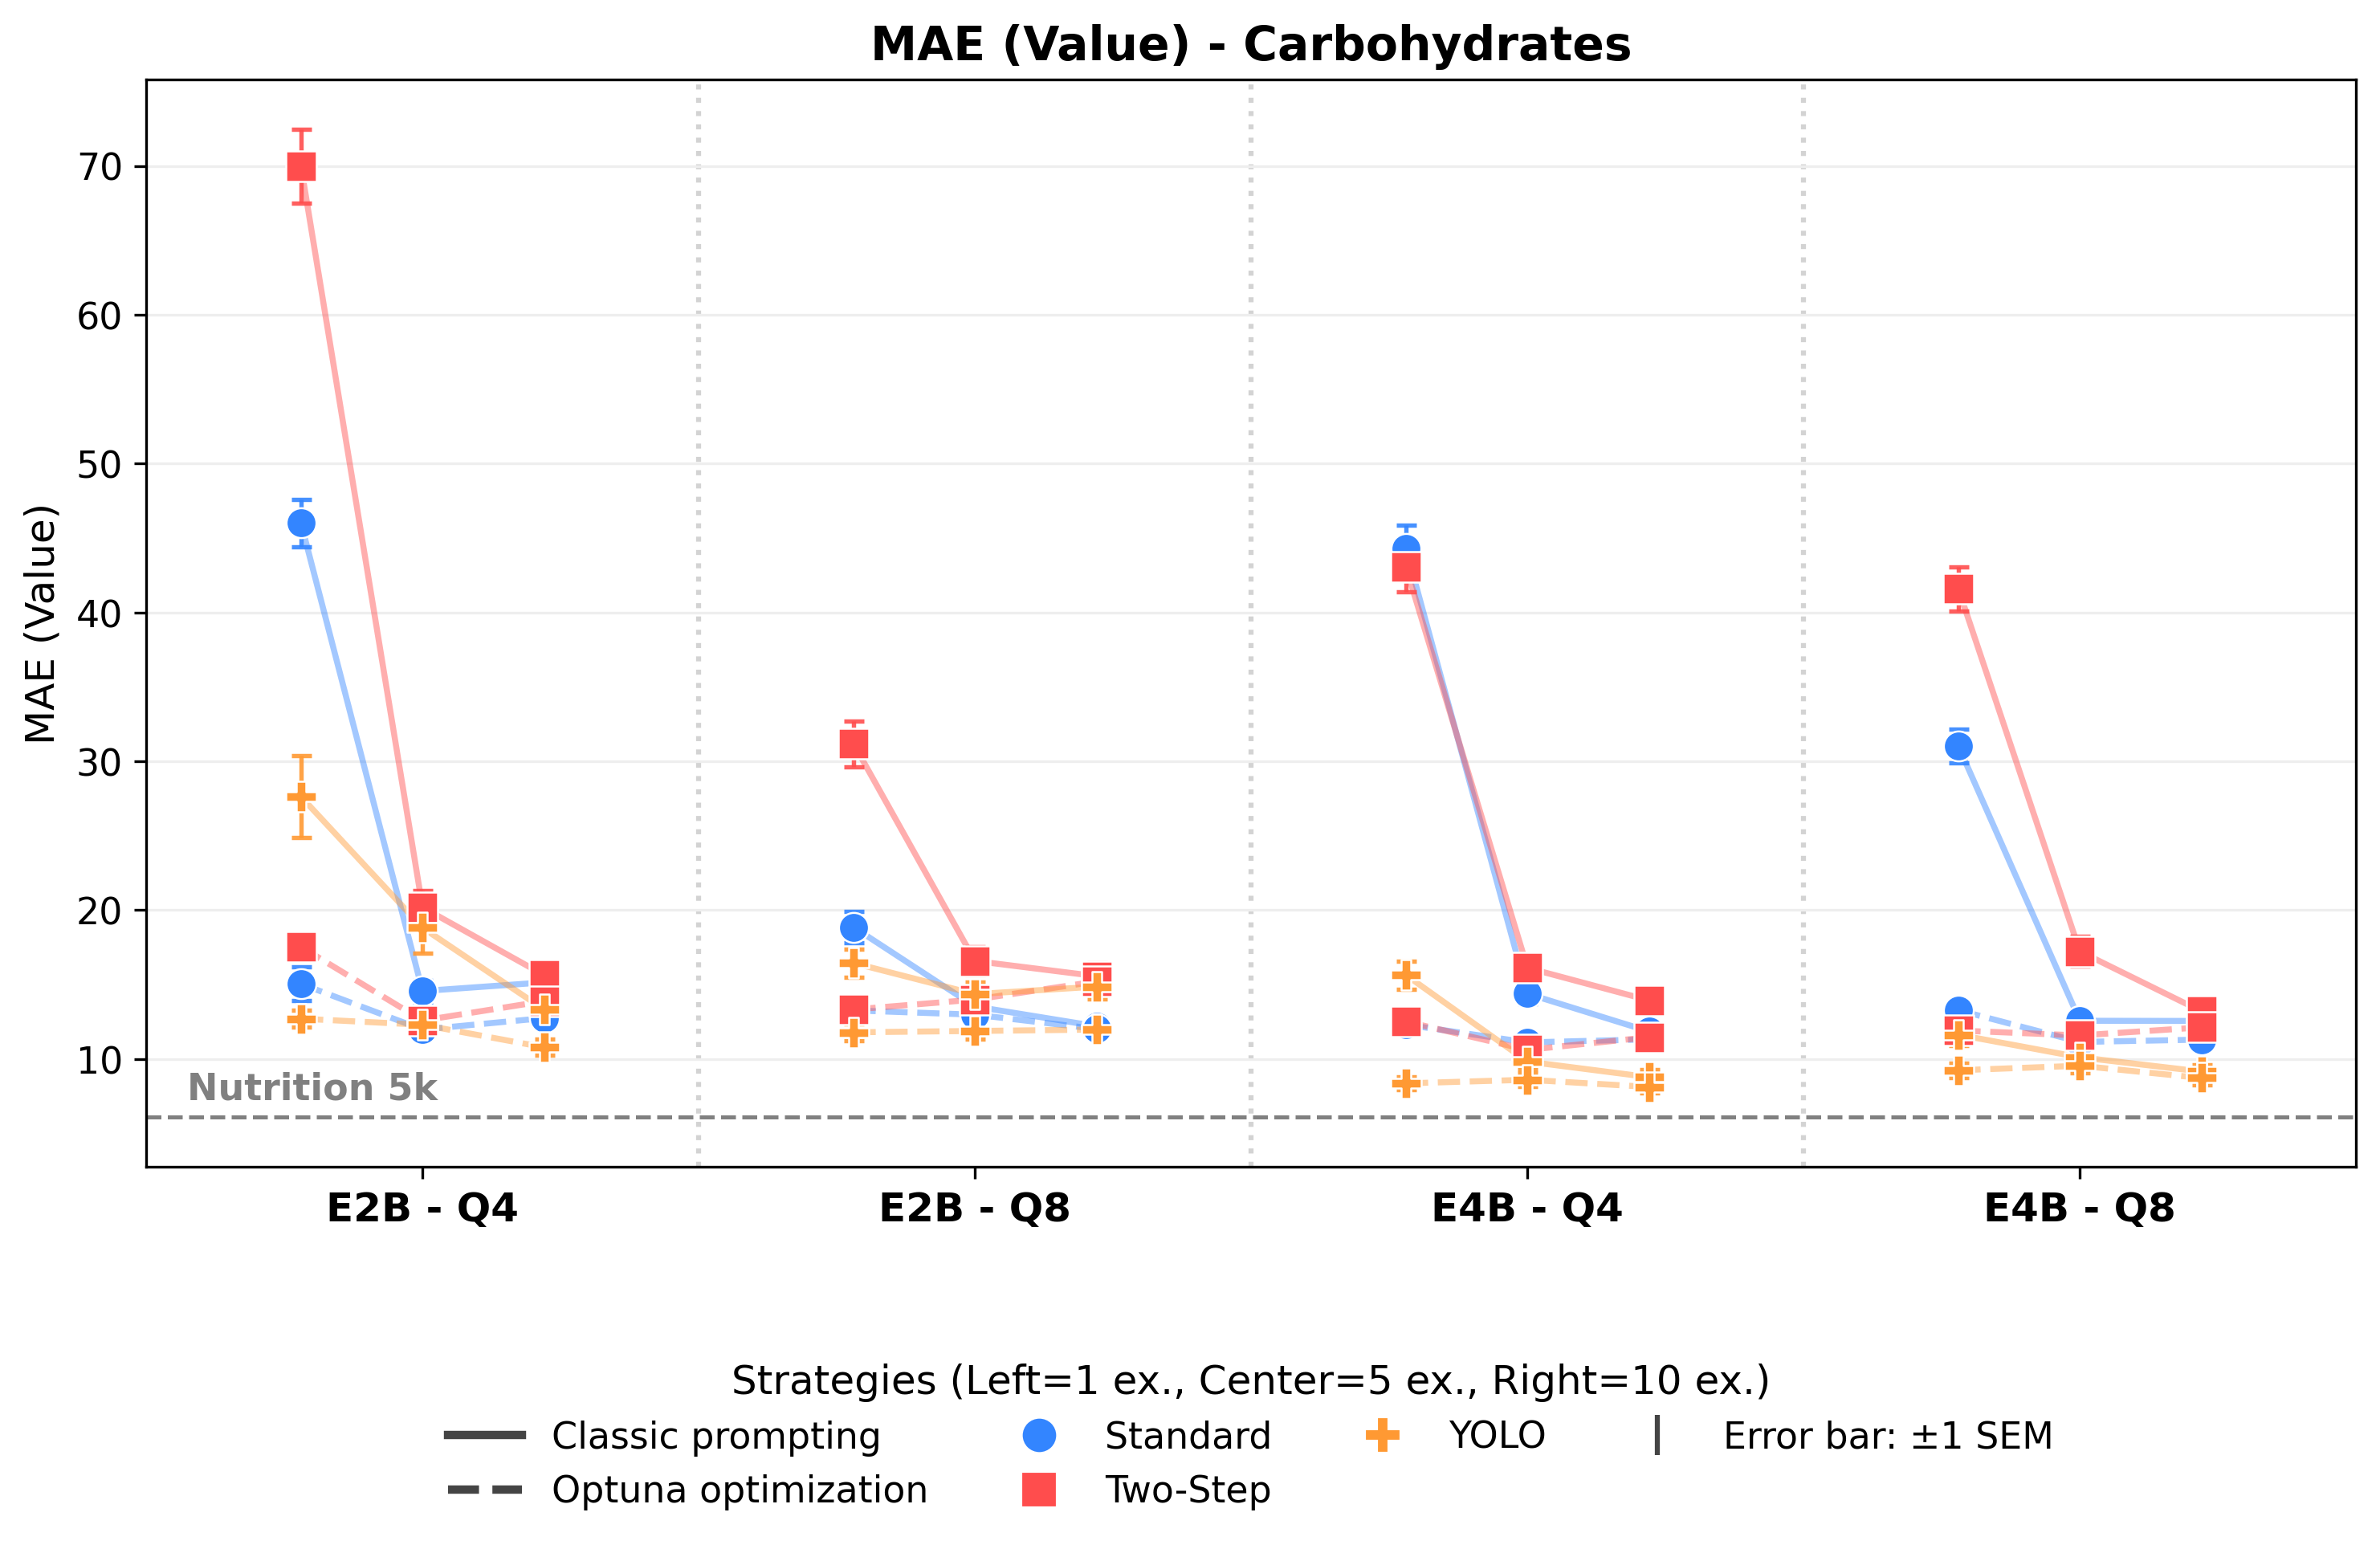 MAE (Value) - Carbohydrates
MAE (Value)
70
60
50
40
30
20
10
Nutrition 5k
E2B - Q4
E2B - Q8
E4B - Q4
E4B - Q8
Strategies (Left=1 ex., Center=5 ex., Right=10 ex.)
Classic prompting
Optuna optimization
Standard
Two-Step
YOLO
Error bar: ±1 SEM